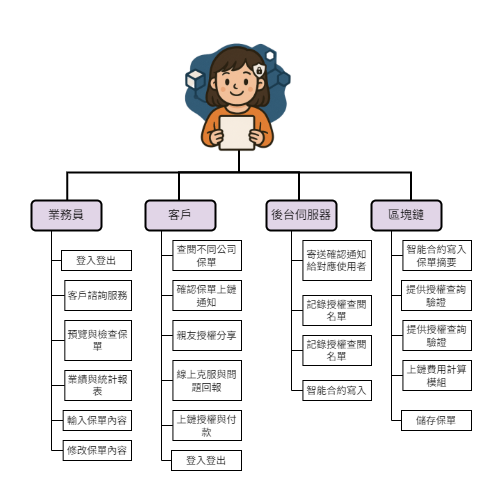 業務員
客戶
後台伺服器
區塊鏈
登入登出
客戶諮詢服務
預覽與檢查保
單
業績與統計報
表
輸入保單內容
修改保單內容
查閱不同公司
保單
確認保單上鏈
通知
親友授權分享
線上克服與問
題回報
上鏈授權與付
款
登入登出
寄送確認通知
給對應使用者
記錄授權查閱
名單
記錄授權查閱
名單
智能合約寫入
智能合約寫入
保單摘要
提供授權查詢
驗證
提供授權查詢
驗證
上鏈費用計算
模組
儲存保單